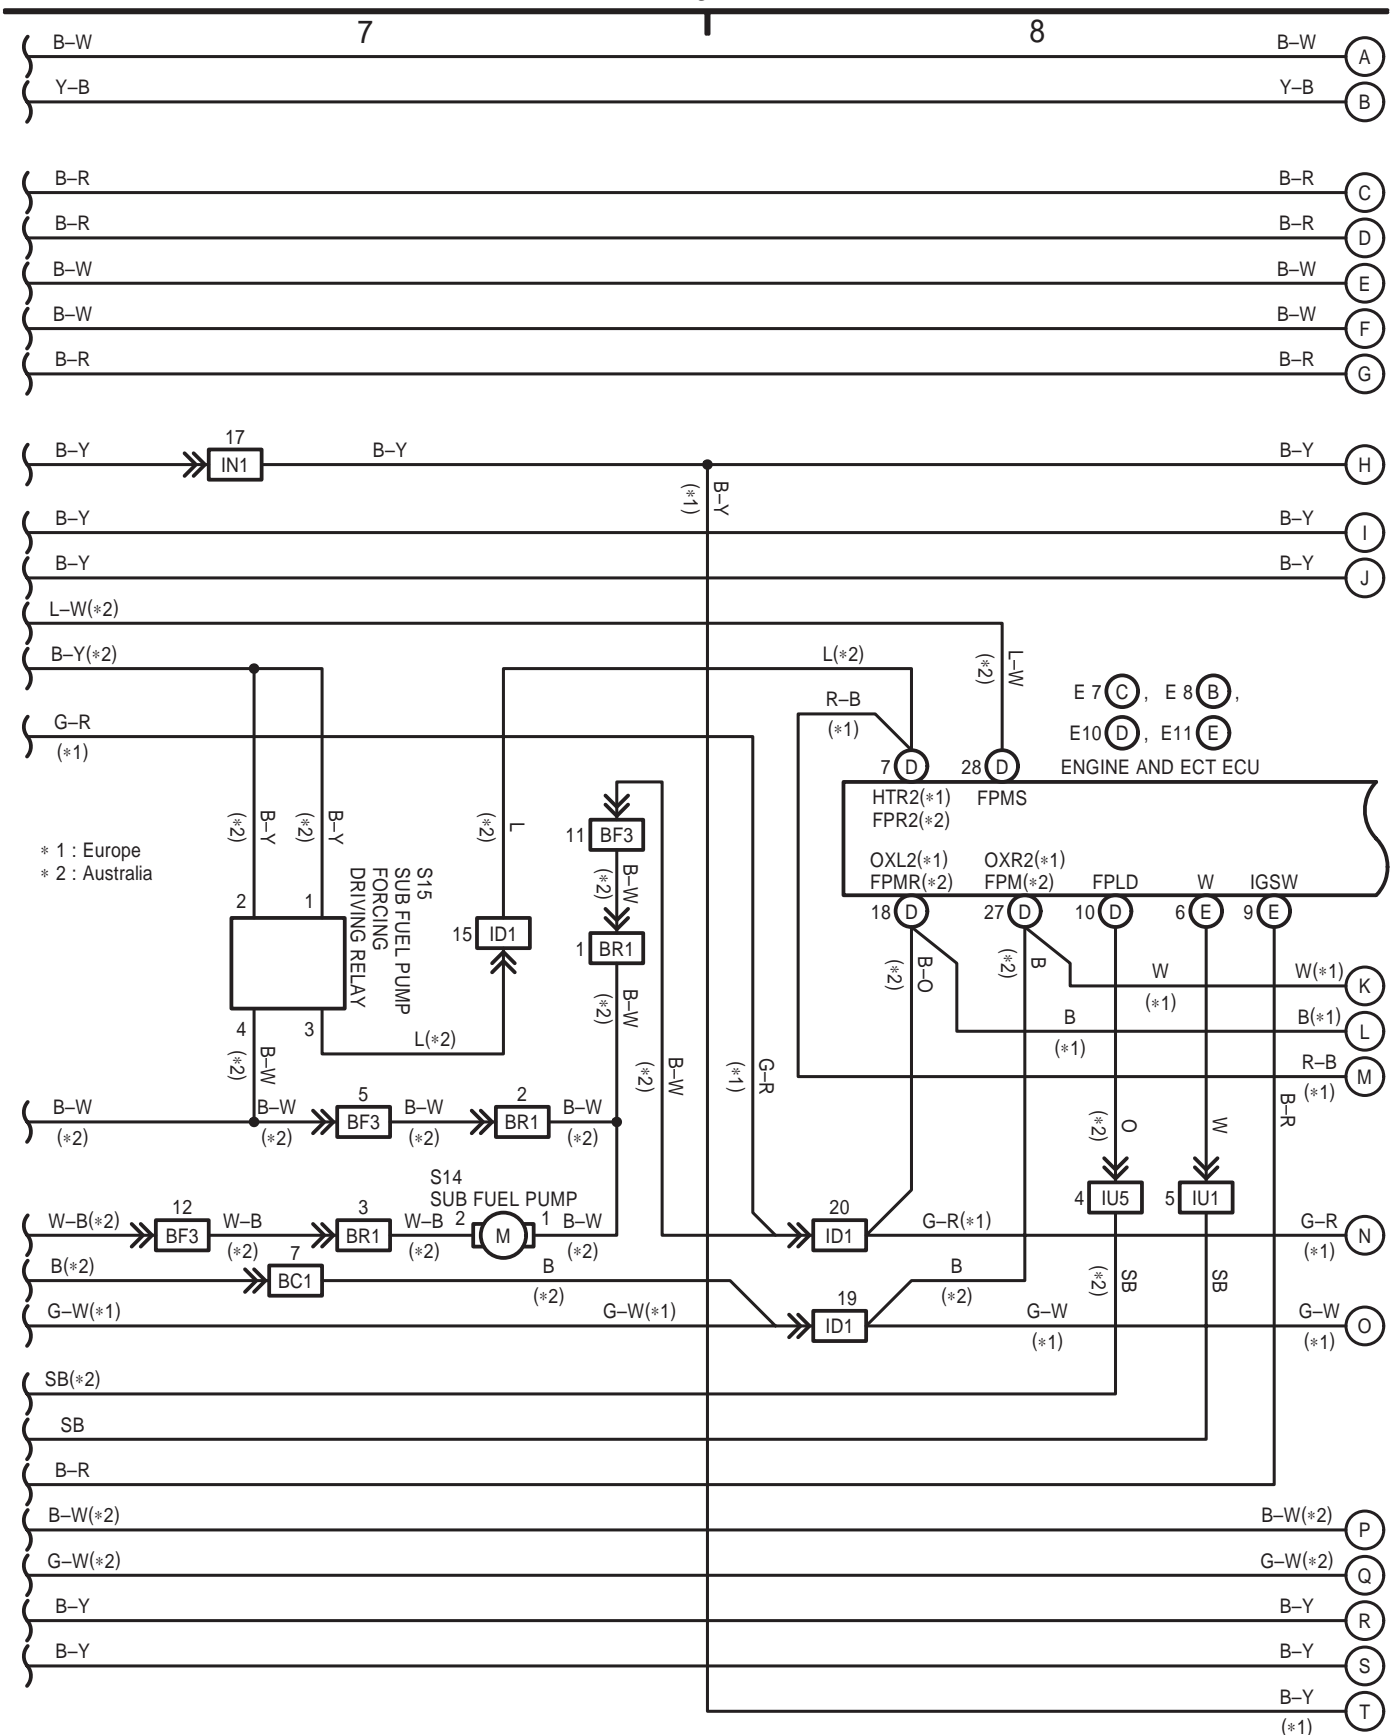 7 8
B–W B–W A
Y–B Y–B B
B–R B–R C
B–R B–R D
B–W B–W E
B–W B–W F
B–R B–R G
17
B–Y IN1 B–Y B–Y H
B–Y
(*1)
B–Y B–Y I
B–Y B–Y J
L–W(*2)
B–Y(*2) L(*2)
L–W
(*2)
R–B
(*1)
E 7 C , E 8 B ,
E10 D , E11 E
ENGINE AND ECT ECU
G–R
(*1)
7 D 28 D
HTR2(*1) FPMS
FPR2(*2)
OXL2(*1) OXR2(*1)
FPMR(*2) FPM(*2) FPLD W IGSW
18 D 27 D 10 D 6 E 9 E
* 1 : Europe
* 2 : Australia
B–Y
(*2)
B–Y
(*2)
L
(*2)
11 BF3
B–W
(*2)
2 1
S15
SUB FUEL PUMP
FORCING
DRIVING RELAY
15 ID1
1 BR1
B–W
(*2)
4 3
B–W
(*2)
L(*2)
B–W
(*2)
G–R
(*1)
B–O
(*2)
B
(*2)
W W(*1) K
(*1)
B B(*1) L
(*1)
R–B M
(*1)
B–R
O
(*2)
W
5 2
B–W B–W BF3 B–W BR1 B–W
(*2) (*2) (*2) (*2)
S14
SUB FUEL PUMP
4 IU5 5 IU1
12 3 20
W–B(*2) BF3 W–B BR1 W–B 2 M 1 B–W ID1 G–R(*1) G–R N
(*2) (*2) (*2) (*1)
7
B(*2) BC1 B B
(*2) (*2)
SB
(*2)
SB
19
G–W(*1) G–W(*1) ID1 G–W G–W O
(*1) (*1)
SB(*2)
SB
B–R
B–W(*2) B–W(*2) P
G–W(*2) G–W(*2) Q
B–Y B–Y R
B–Y B–Y S
B–Y T
(*1)